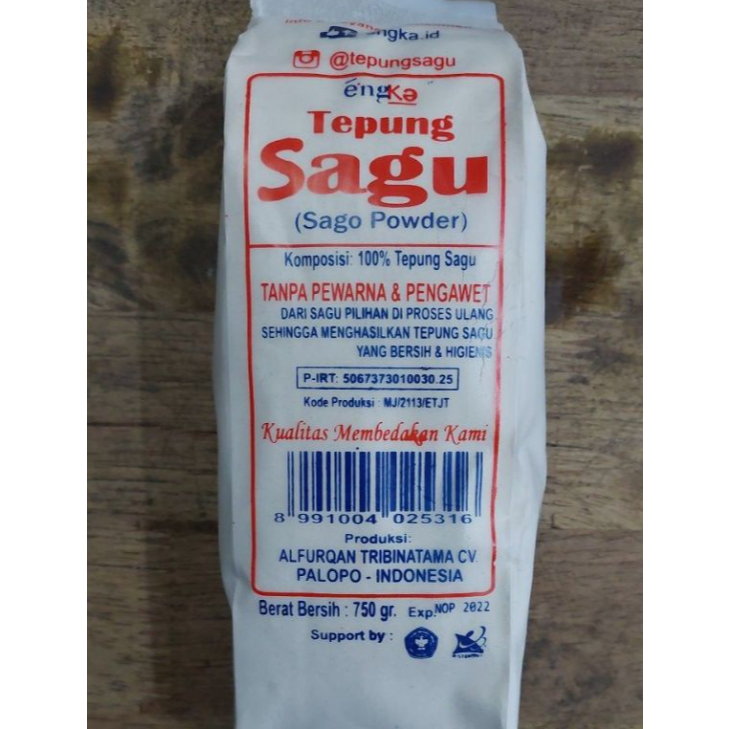 ngka.id
@tepungsagu
éngKə
Tepung
Sagu
(Sago Powder)
Komposisi: 100% Tepung Sagu
TANPA PEWARNA & PENGAWET
DARI SAGU PILIHAN DI PROSES ULANG
SEHINGGA MENGHASILKAN TEPUNG SAGU
YANG BERSIH & HIGIENIS
P-IRT: 5067373010030.25
Kode Produksi : MJ/2113/ETJT
Kualitas Membedakan Kami
8 991004 025316
Produksi:
ALFURQAN TRIBINATAMA CV.
PALOPO - INDONESIA
Berat Bersih : 750 gr. Exp. NOP 2022
Support by :